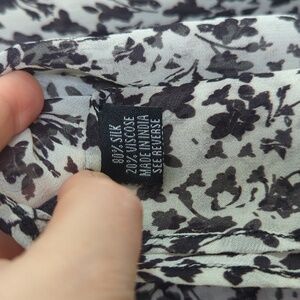 80% SILK
20% VISCOSE
MADE IN INDIA
SEE REVERSE